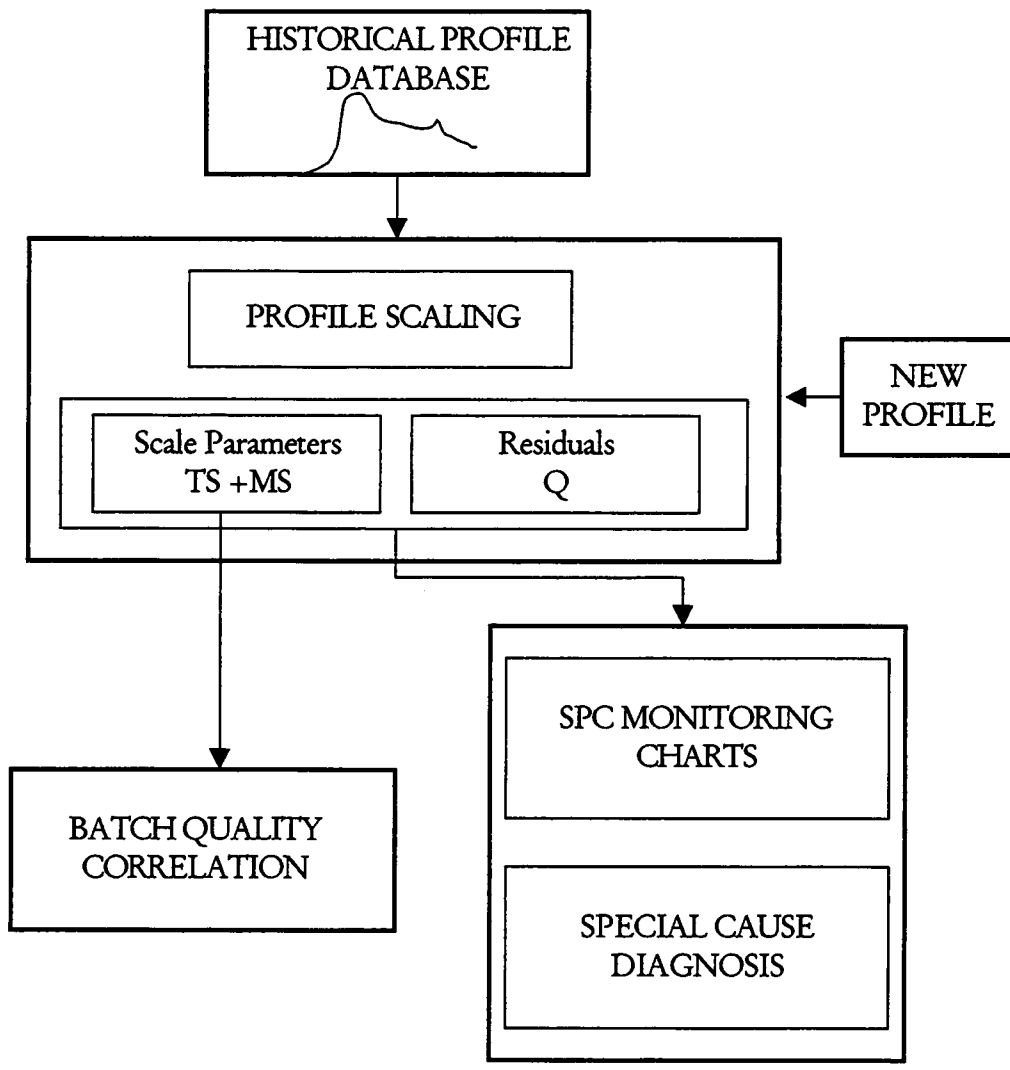 HISTORICAL PROFILE
DATABASE
PROFILE SCALING
NEW
PROFILE
Scale Parameters
TS +MS
Residuals
Q
SPC MONITORING
CHARTS
BATCH QUALITY
CORRELATION
SPECIAL CAUSE
DIAGNOSIS